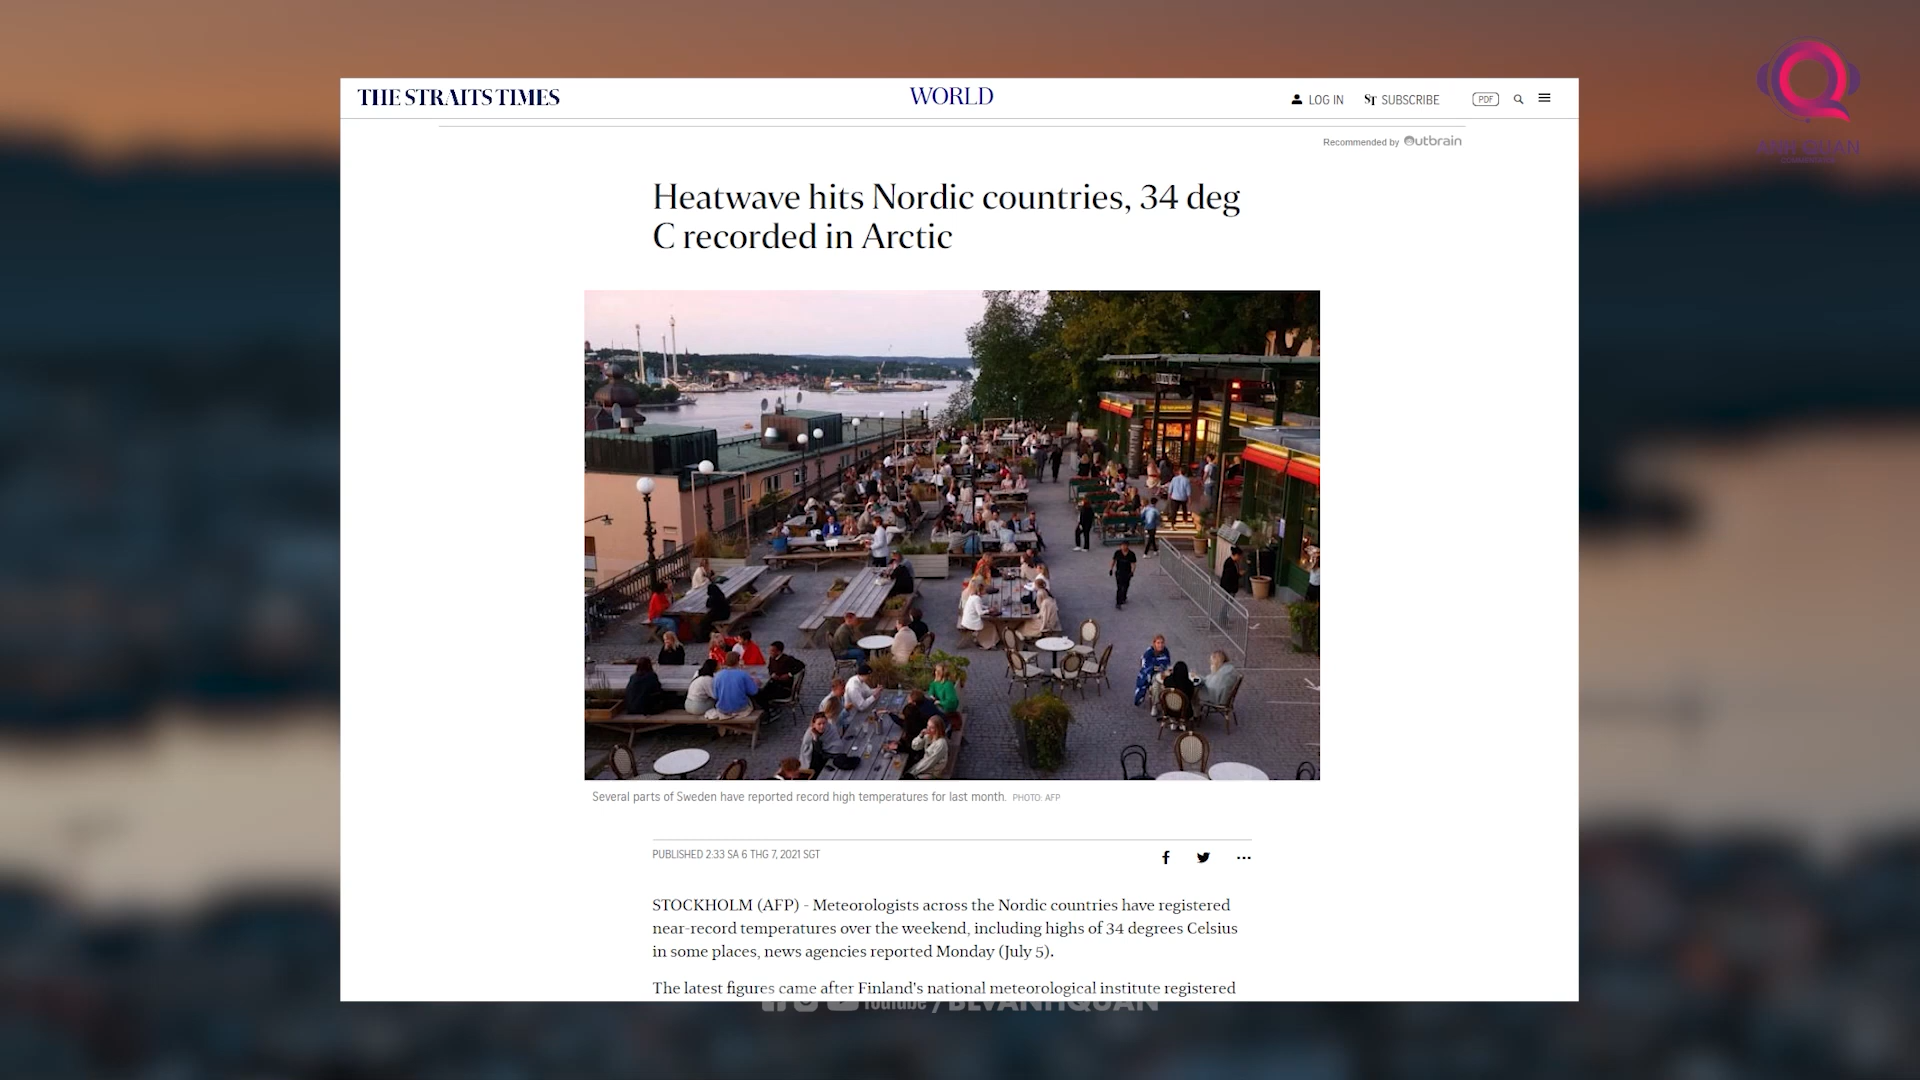 THE STRAITS TIMES
WORLD
LOG IN
ST SUBSCRIBE
PDF
Recommended by Outbrain
ANH QUAN
Heatwave hits Nordic countries, 34 deg
C recorded in Arctic
Several parts of Sweden have reported record high temperatures for last month. PHOTO: AFP
PUBLISHED 2:33 SA 6 THG 7, 2021 SGT
STOCKHOLM (AFP) - Meteorologists across the Nordic countries have registered
near-record temperatures over the weekend, including highs of 34 degrees Celsius
in some places, news agencies reported Monday (July 5).
The latest figures came after Finland's national meteorological institute registered
Youtube / BLVANHQUAN